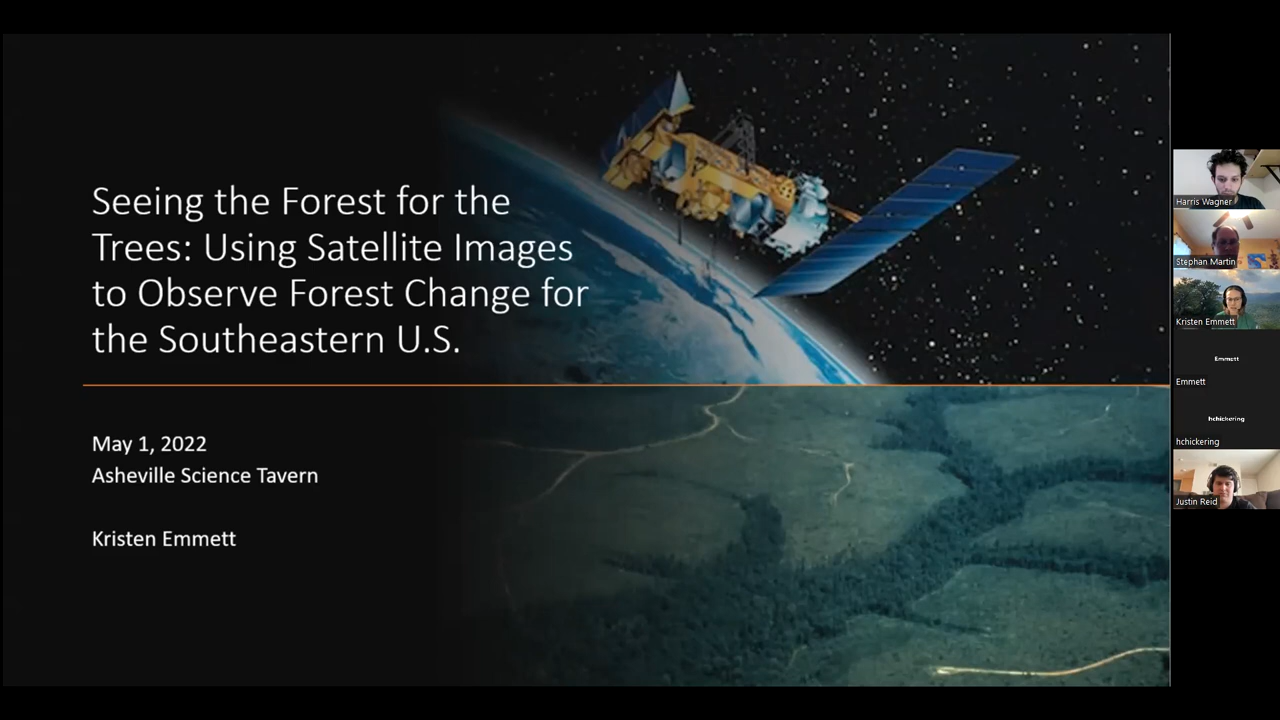 Seeing the Forest for the
Trees: Using Satellite Images
to Observe Forest Change for
the Southeastern U.S.
May 1, 2022
Asheville Science Tavern
Kristen Emmett
Harris Wagner
Stephan Martin
Kristen Emmett
Emmett
Emmett
hchickering
hchickering
Justin Reid